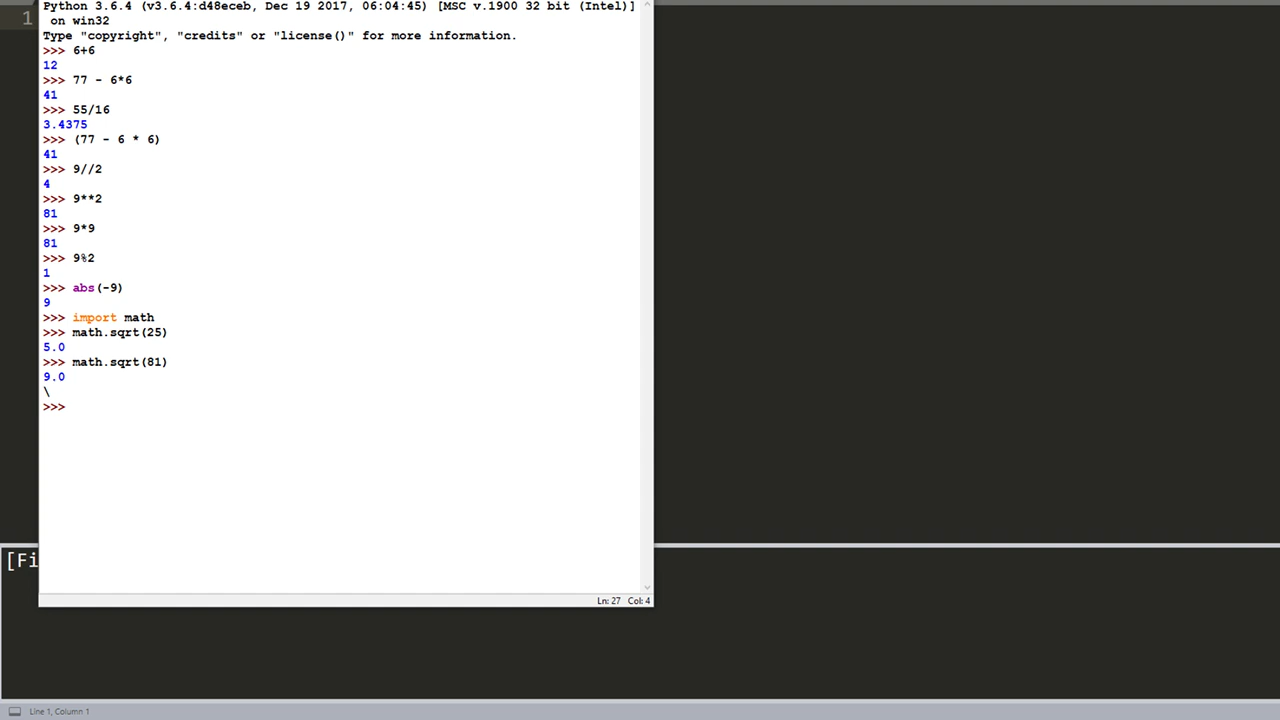 1
Python 3.6.4 (v3.6.4:d48eceb, Dec 19 2017, 06:04:45) [MSC v.1900 32 bit (Intel)]
on win32
Type "copyright", "credits" or "license()" for more information.
>>> 6+6
12
>>> 77 - 6*6
41
>>> 55/16
3.4375
>>> (77 - 6 * 6)
41
>>> 9//2
4
>>> 9**2
81
>>> 9*9
81
>>> 9%2
1
>>> abs(-9)
9
>>> import math
>>> math.sqrt(25)
5.0
>>> math.sqrt(81)
9.0
\
>>>
[Fi
Ln: 27 Col: 4
Line 1, Column 1